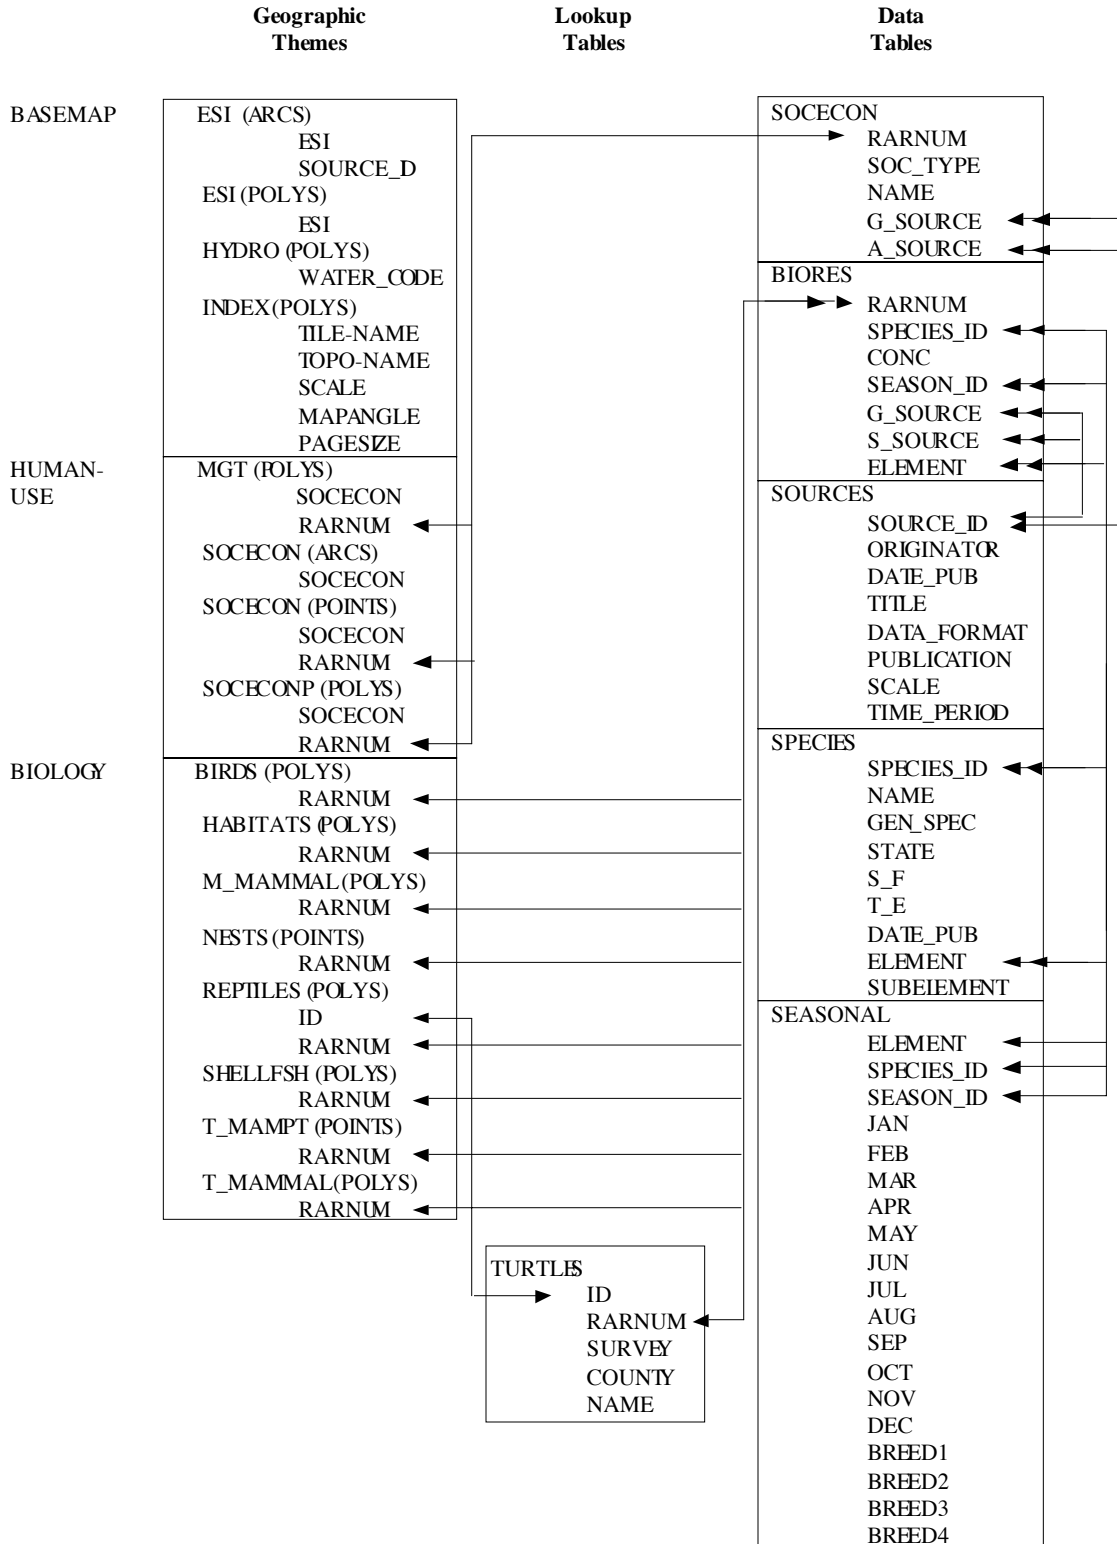 Geographic
Themes
Lookup
Tables
Data
Tables
BASEMAP
ESI (ARCS)
ESI
SOURCE_ID
ESI (POLYS)
ESI
HYDRO (POLYS)
WATER_CODE
INDEX (POLYS)
TILE-NAME
TOPO-NAME
SCALE
MAPANGLE
PAGESIZE
HUMAN-
USE
MGT (POLYS)
SOCECON
RARNUM
SOCECON (ARCS)
SOCECON
SOCECON (POINTS)
SOCECON
RARNUM
SOCECONP (POLYS)
SOCECON
RARNUM
BIOLOGY
BIRDS (POLYS)
RARNUM
HABITATS (POLYS)
RARNUM
M_MAMMAL (POLYS)
RARNUM
NESTS (POINTS)
RARNUM
REPTILES (POLYS)
ID
RARNUM
SHELLFSH (POLYS)
RARNUM
T_MAMPT (POINTS)
RARNUM
T_MAMMAL (POLYS)
RARNUM
TURTLES
ID
RARNUM
SURVEY
COUNTY
NAME
SOCECON
RARNUM
SOC_TYPE
NAME
G_SOURCE
A_SOURCE
BIORES
RARNUM
SPECIES_ID
CONC
SEASON_ID
G_SOURCE
S_SOURCE
ELEMENT
SOURCES
SOURCE_ID
ORIGINATOR
DATE_PUB
TITLE
DATA_FORMAT
PUBLICATION
SCALE
TIME_PERIOD
SPECIES
SPECIES_ID
NAME
GEN_SPEC
STATE
S_F
T_E
DATE_PUB
ELEMENT
SUBELEMENT
SEASONAL
ELEMENT
SPECIES_ID
SEASON_ID
JAN
FEB
MAR
APR
MAY
JUN
JUL
AUG
SEP
OCT
NOV
DEC
BREED1
BREED2
BREED3
BREED4